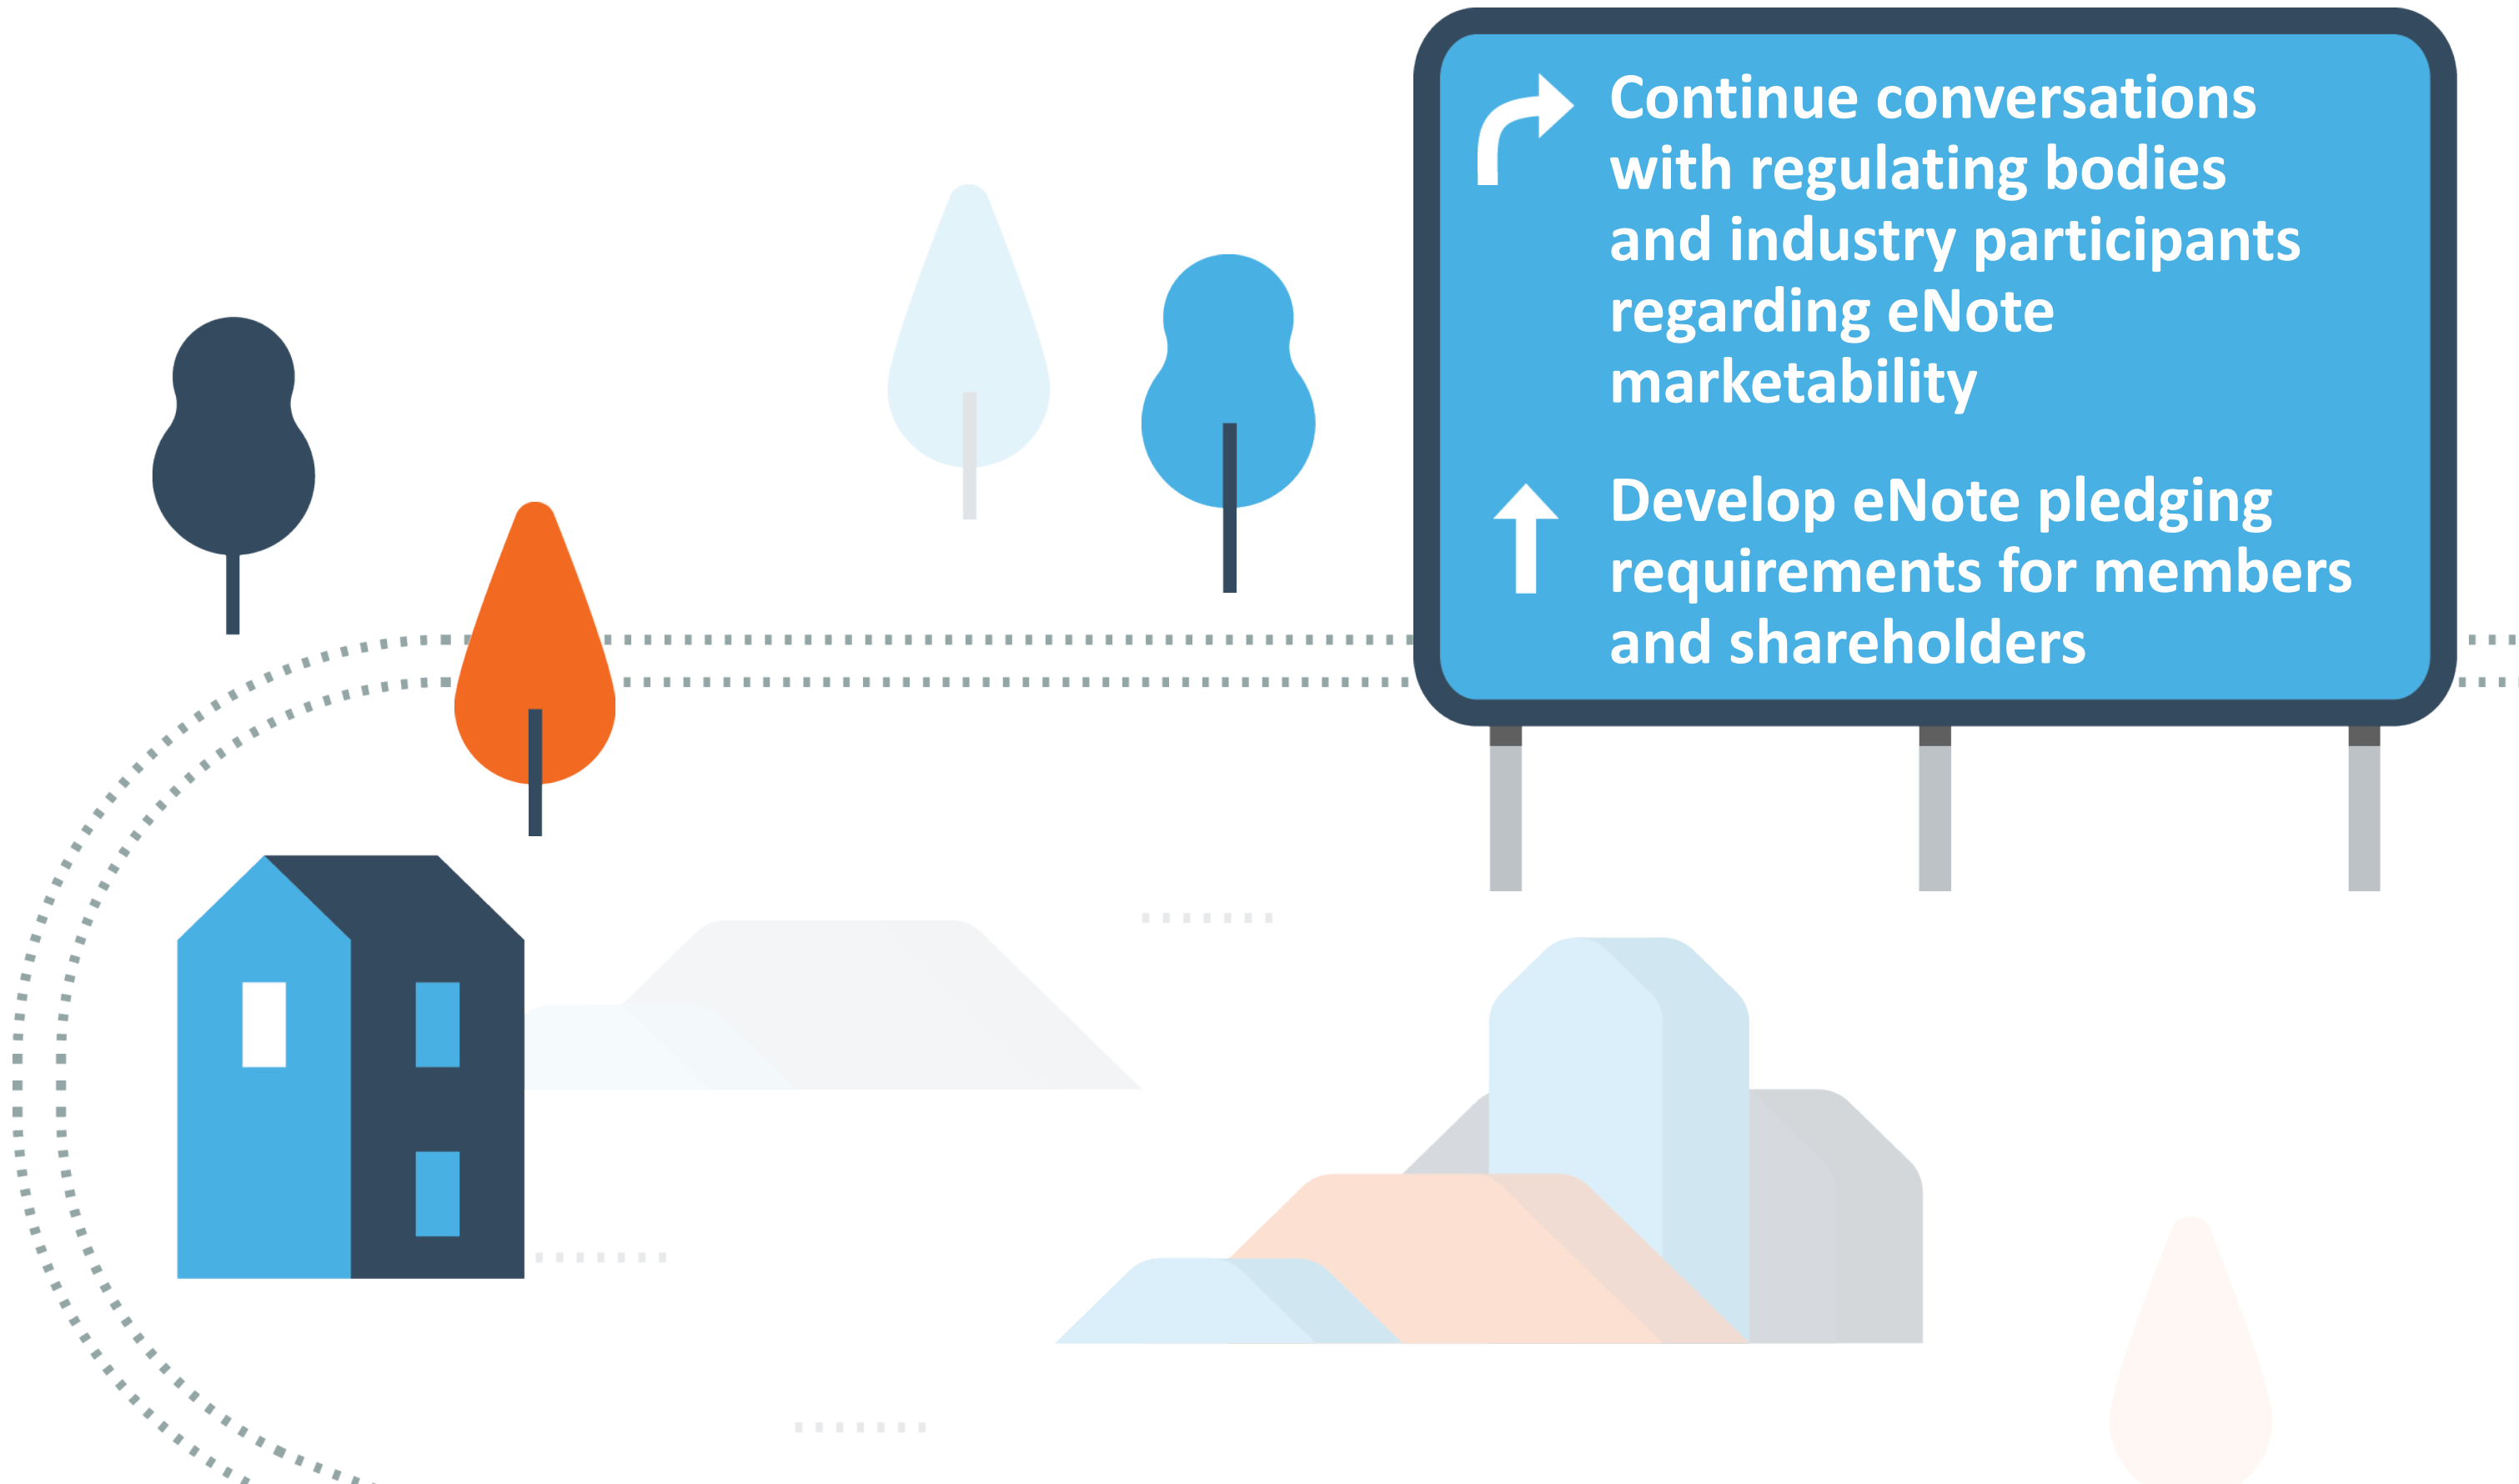 Continue conversations
with regulating bodies
and industry participants
regarding eNote
marketability
Develop eNote pledging
requirements for members
and shareholders